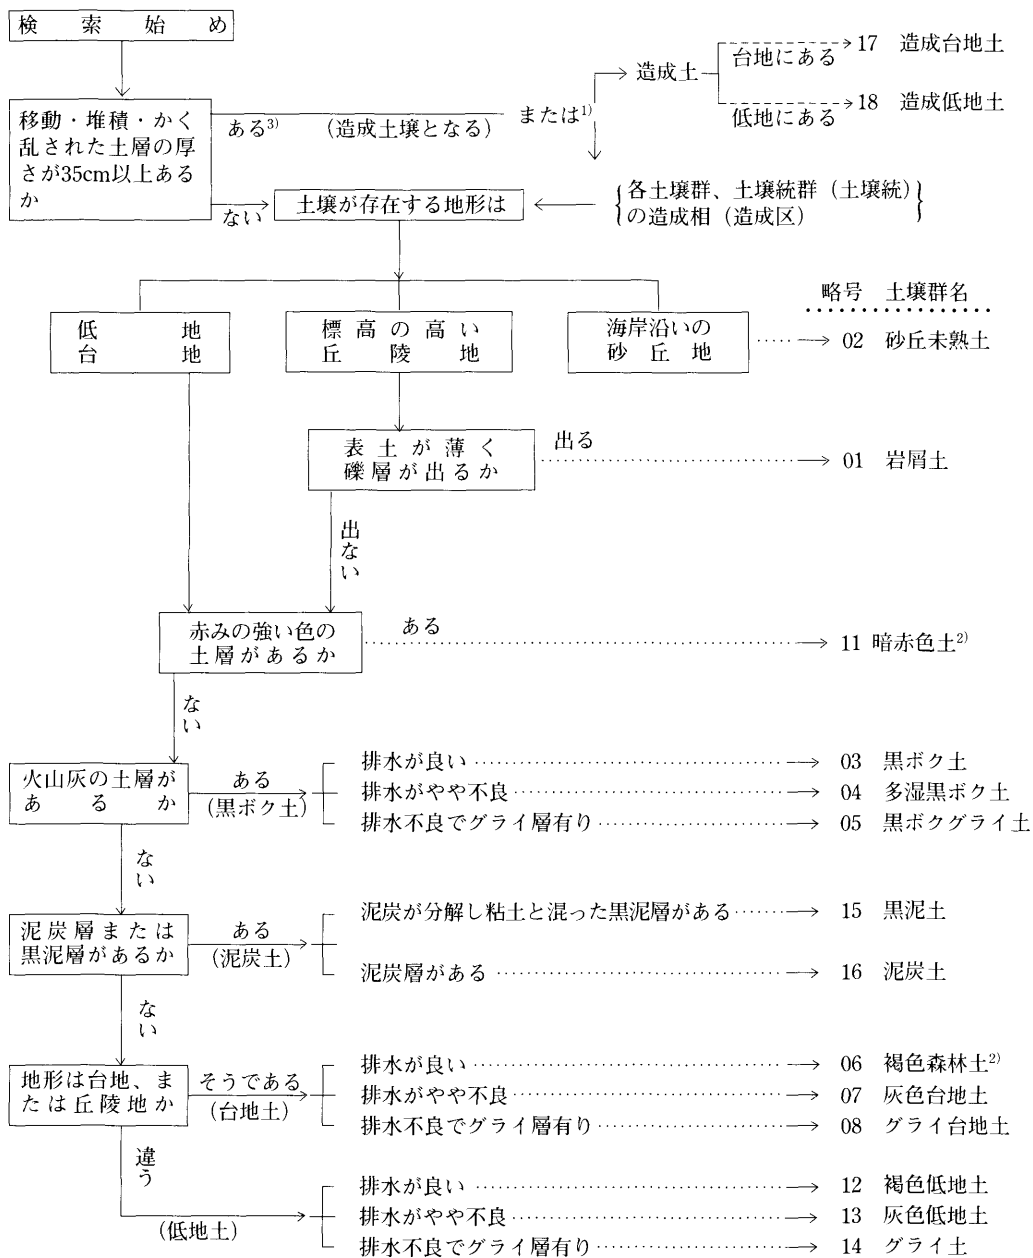 検索始め
移動・堆積・かく
乱された土層の厚
さが35cm以上ある
か
ある3)
(造成土壌となる)
または1)
造成土
台地にある
17 造成台地土
低地にある
18 造成低地土
各土壌群、土壌統群(土壌統)
の造成相(造成区)
ない
土壌が存在する地形は
略号 土壌群名
低地
台地
標高の高い
丘陵地
海岸沿いの
砂丘地
02 砂丘未熟土
表土が薄く
礫層が出るか
出る
01 岩屑土
出ない
赤みの強い色の
土層があるか
ある
11 暗赤色土2)
ない
火山灰の土層が
あるか
ある
(黒ボク土)
排水が良い
03 黒ボク土
排水がやや不良
04 多湿黒ボク土
排水不良でグライ層有り
05 黒ボクグライ土
ない
泥炭層または
黒泥層があるか
ある
(泥炭土)
泥炭が分解し粘土と混った黒泥層がある
15 黒泥土
泥炭層がある
16 泥炭土
ない
地形は台地、ま
たは丘陵地か
そうである
(台地土)
排水が良い
06 褐色森林土2)
排水がやや不良
07 灰色台地土
排水不良でグライ層有り
08 グライ台地土
違う
(低地土)
排水が良い
12 褐色低地土
排水がやや不良
13 灰色低地土
排水不良でグライ層有り
14 グライ土